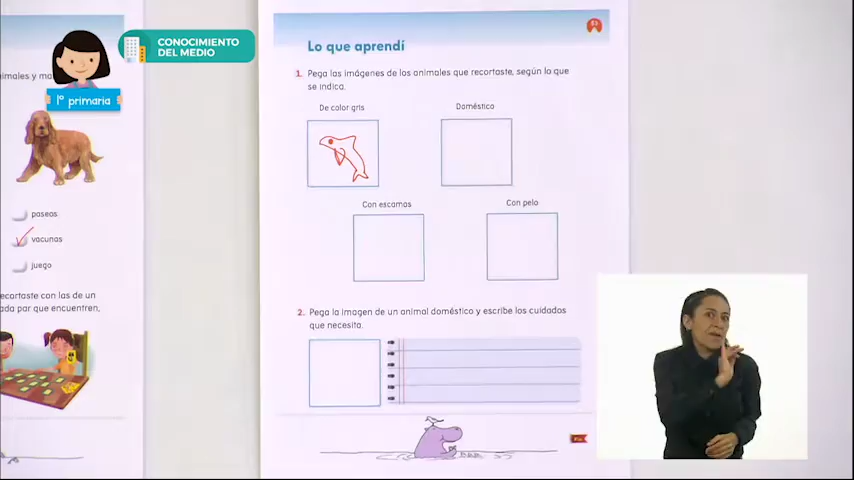 CONOCIMIENTO
DEL MEDIO
1° primaria
imales y ma
paseos
vacunas
juego
ecortaste con las de un
ada par que encuentren,
53
Lo que aprendí
1. Pega las imágenes de los animales que recortaste, según lo que
se indica.
De color gris
Doméstico
Con escamas
Con pelo
2. Pega la imagen de un animal doméstico y escribe los cuidados
que necesita.